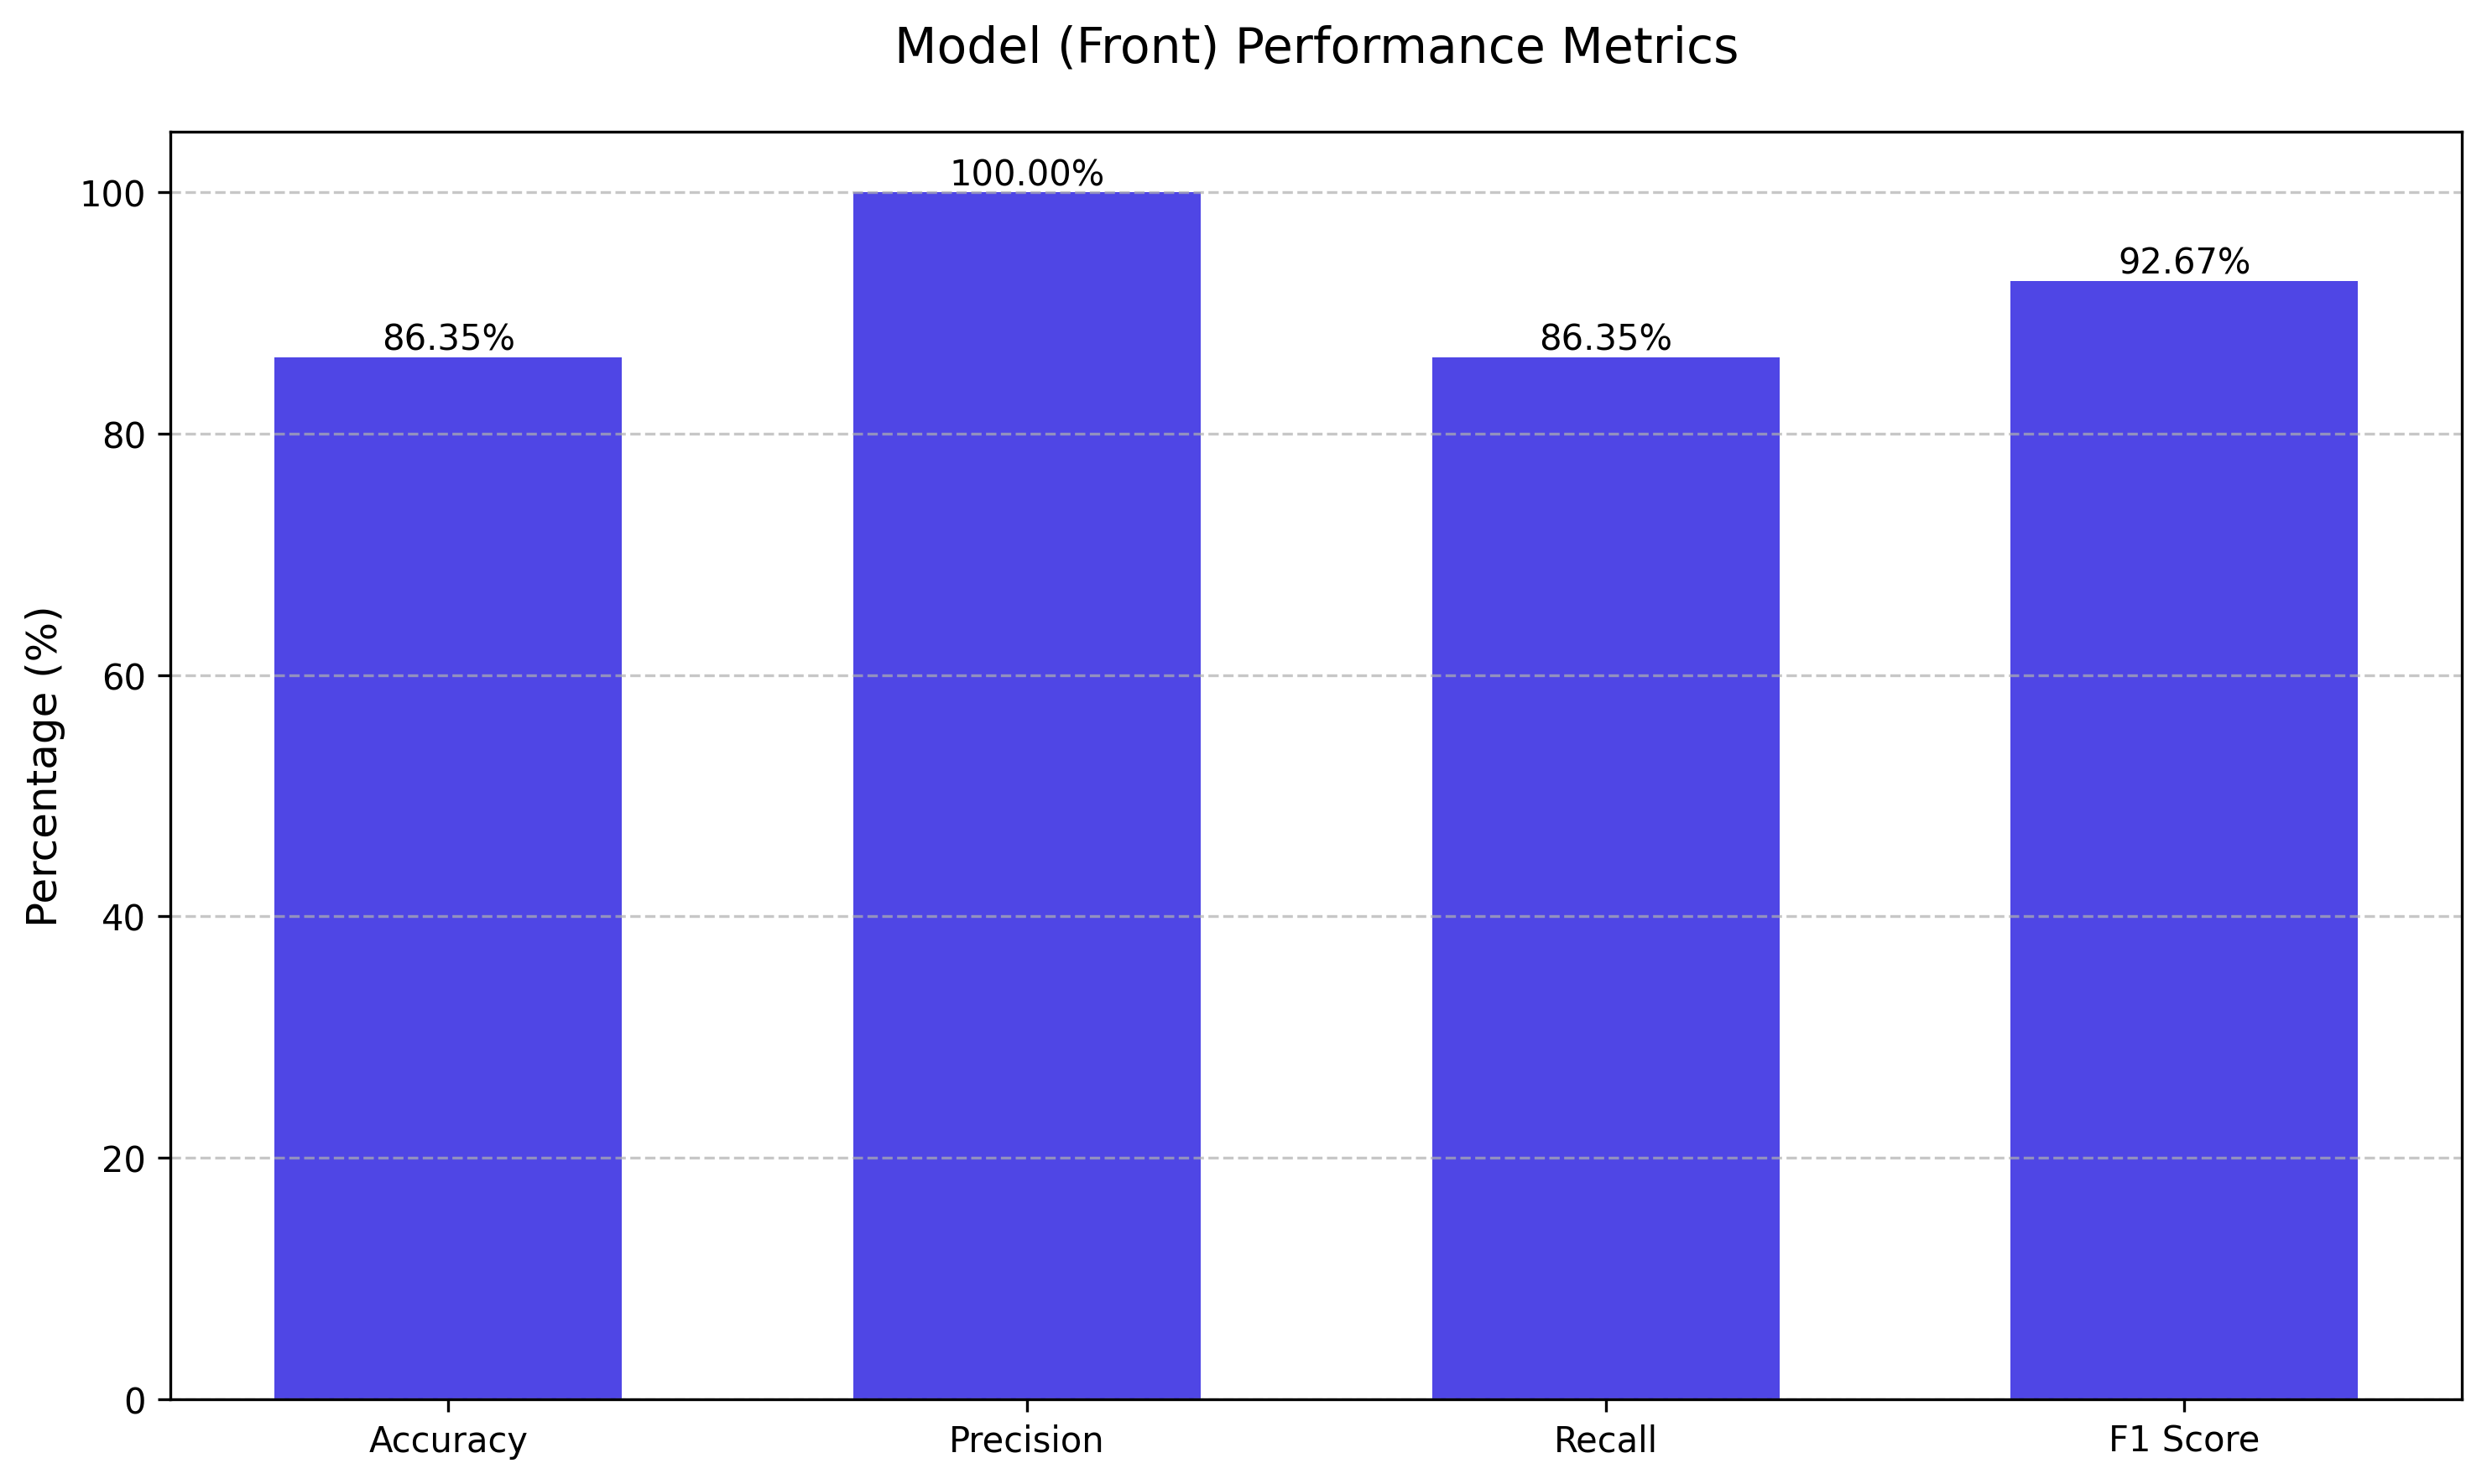 Model (Front) Performance Metrics
Percentage (%)
100
80
60
40
20
0
86.35%
100.00%
86.35%
92.67%
Accuracy
Precision
Recall
F1 Score